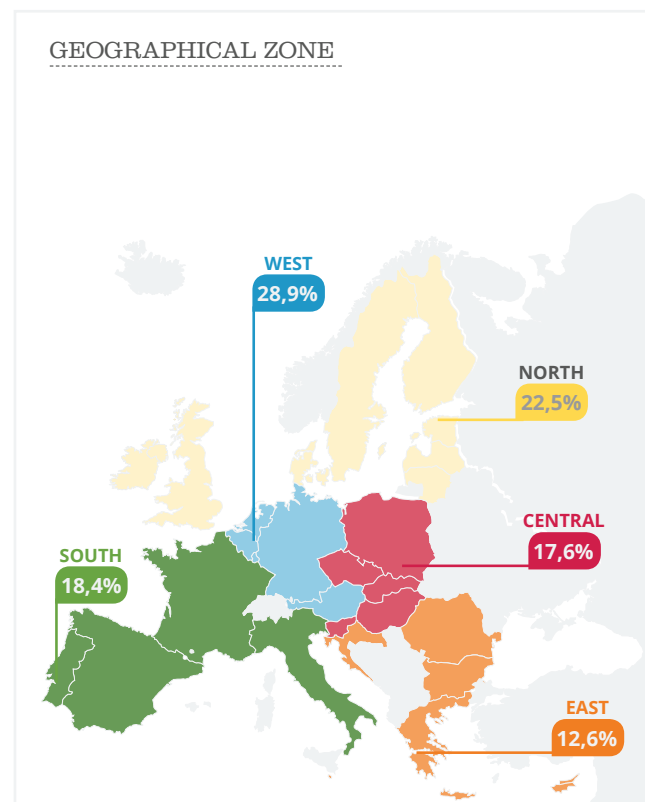 GEOGRAPHICAL ZONE
WEST
28,9%
NORTH
22,5%
CENTRAL
17,6%
SOUTH
18,4%
EAST
12,6%